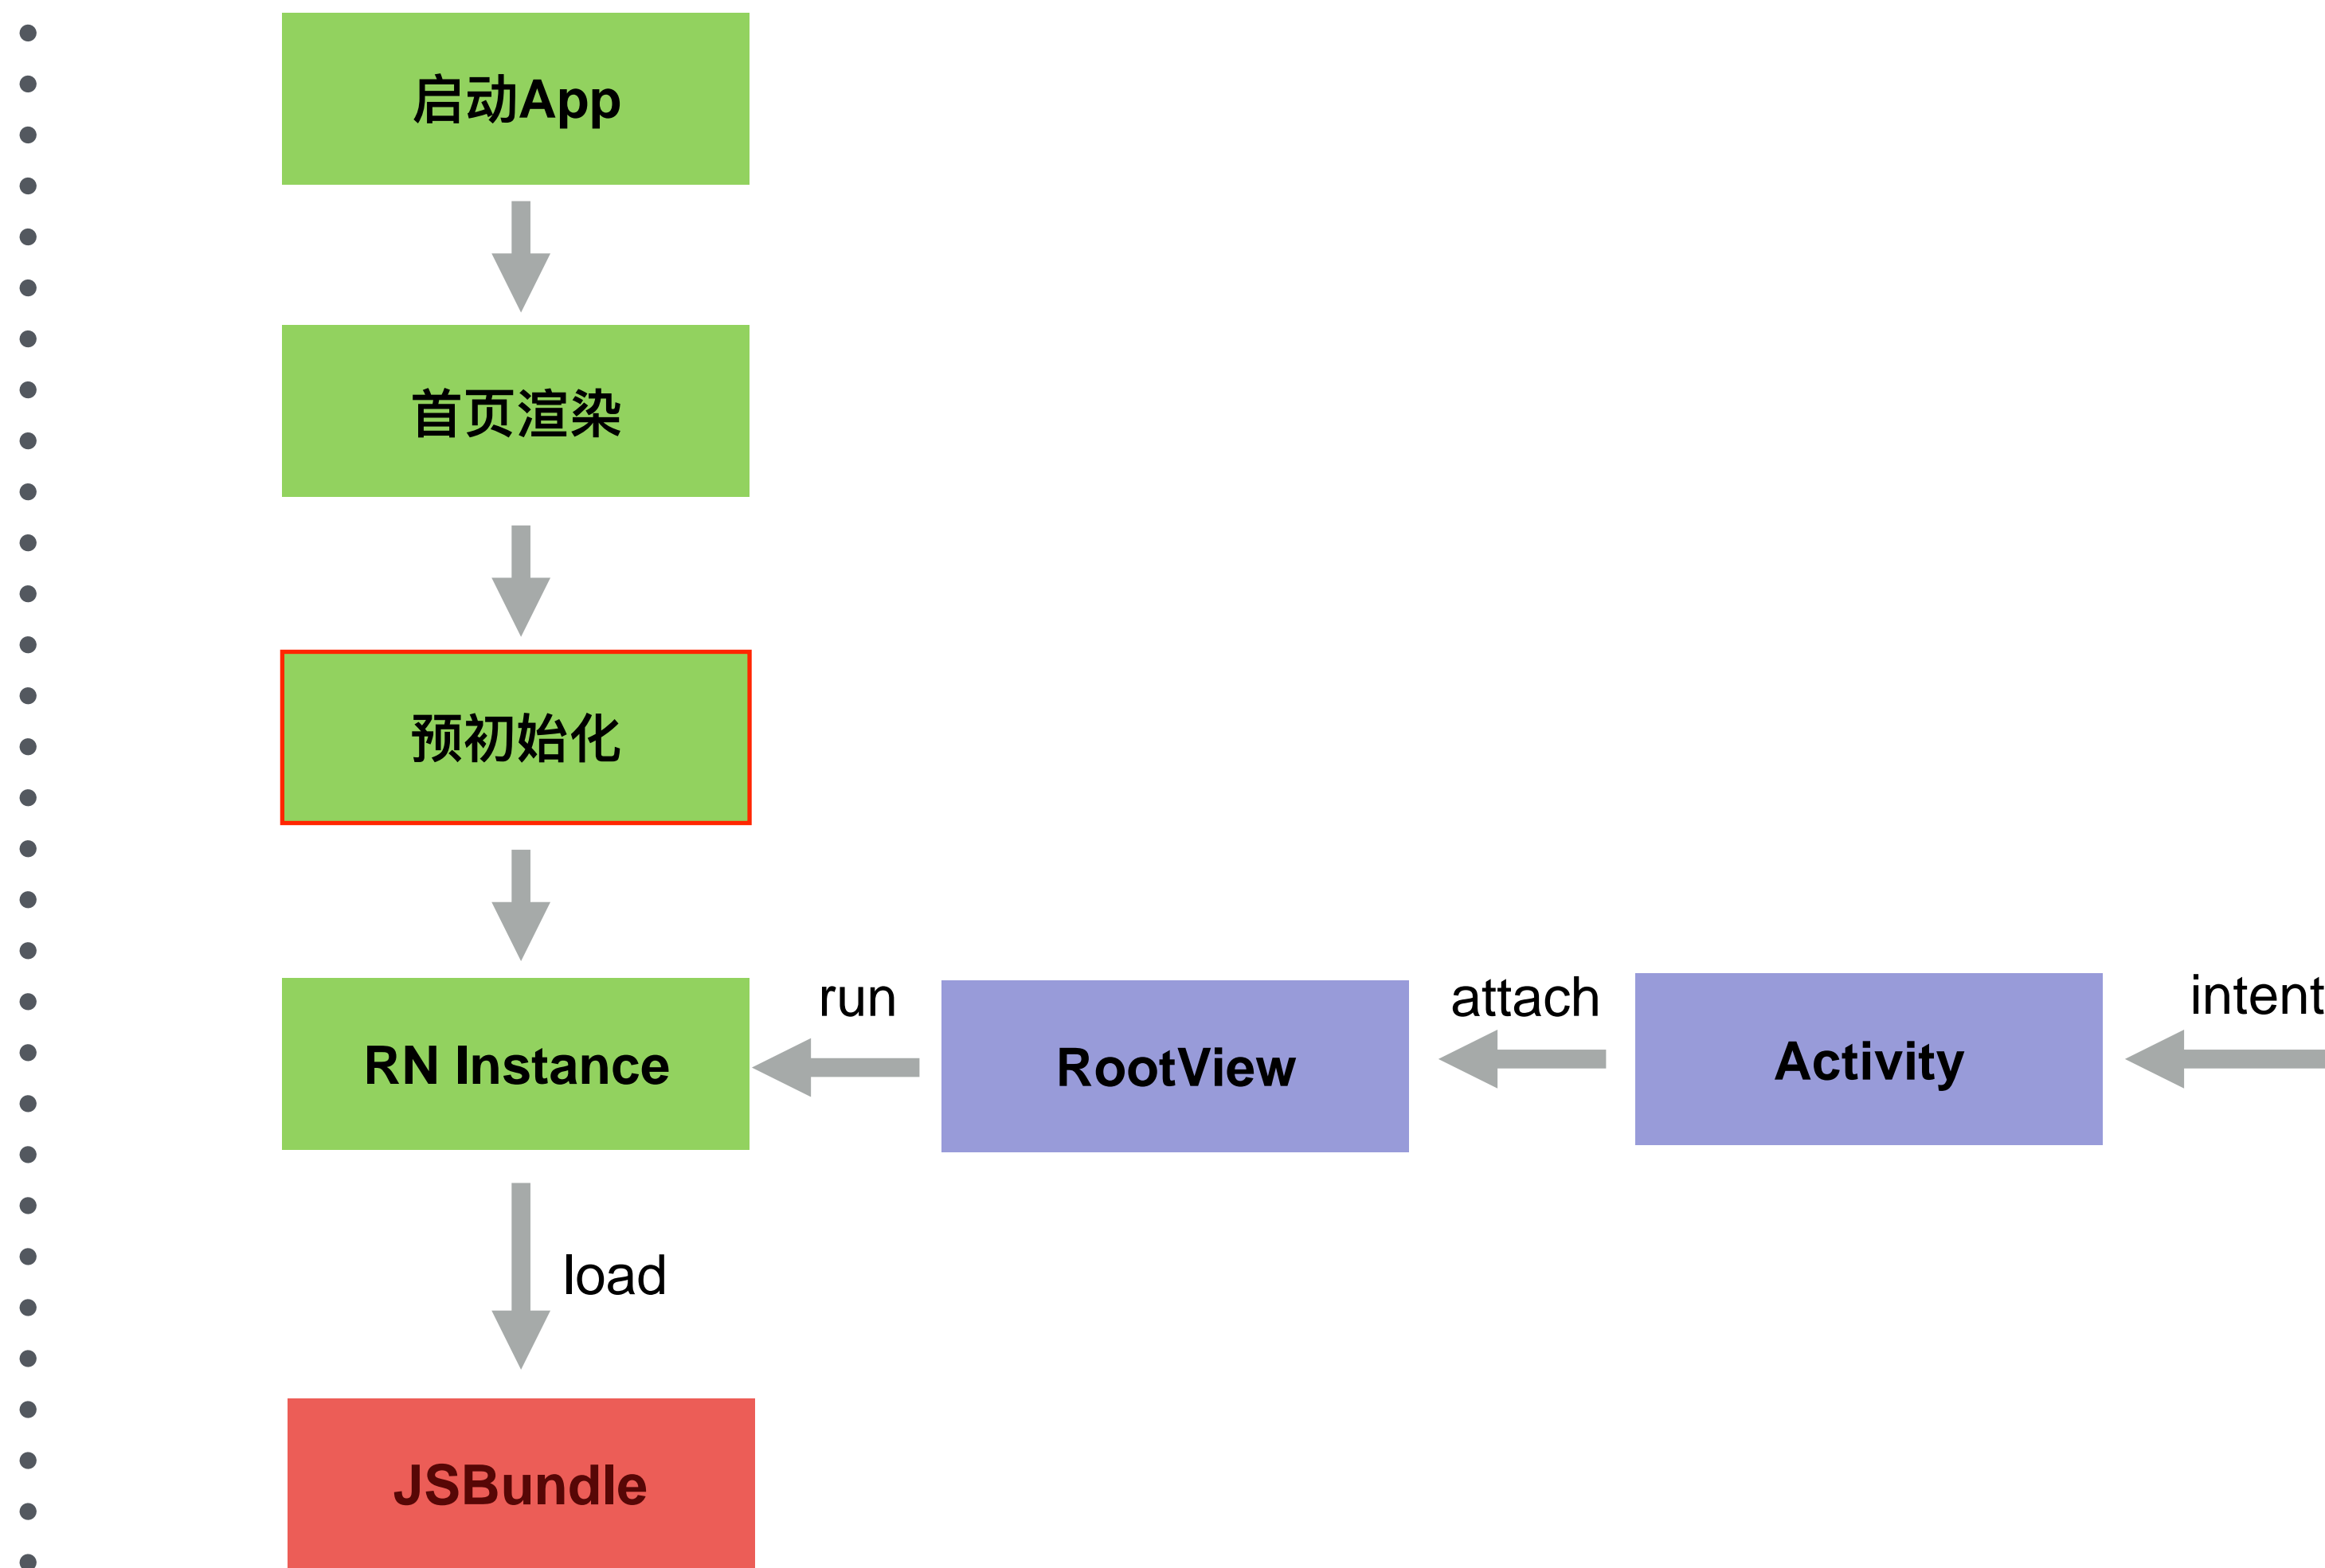 启动App
首页渲染
预初始化
RN Instance
run
RootView
attach
Activity
intent
load
JSBundle